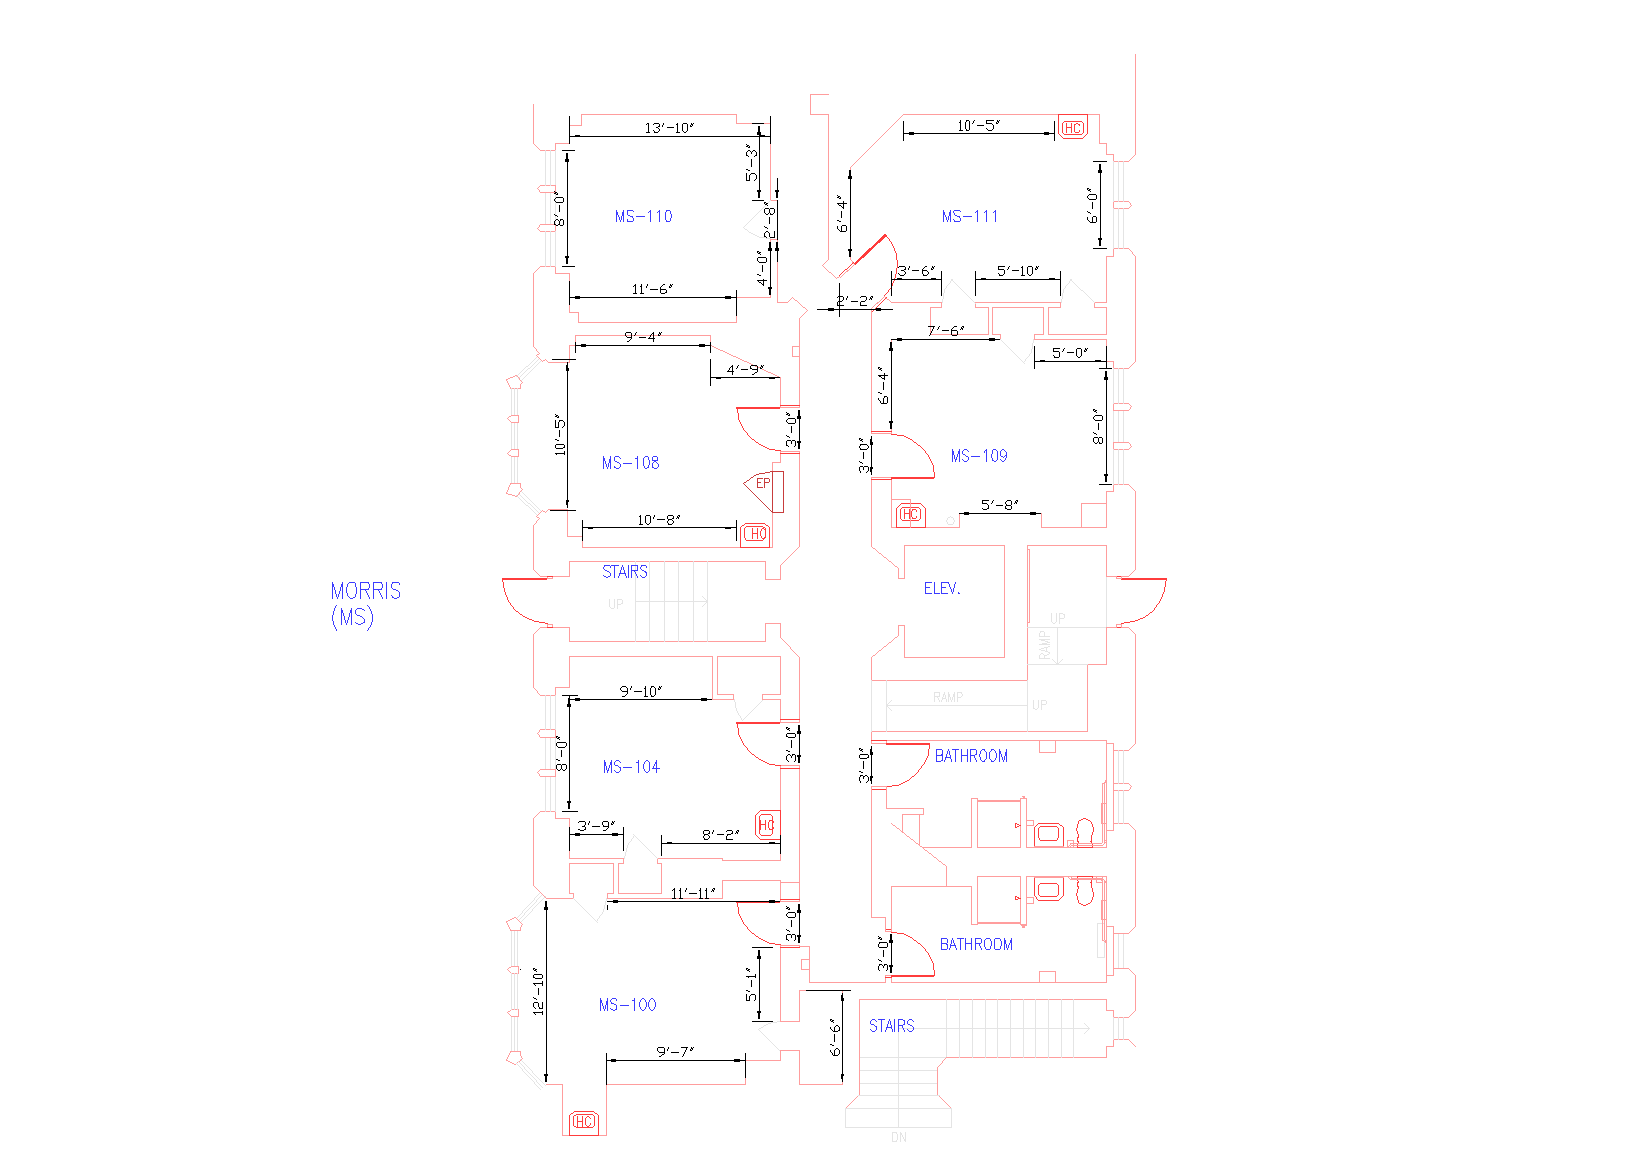 13'-10"
10'-5"
HC
5'-3"
8'-0"
MS-110
2'-8"
6'-4"
MS-111
6'-0"
4'-0"
3'-6"
5'-10"
11'-6"
2'-2"
9'-4"
7'-6"
5'-0"
4'-9"
6'-4"
10'-5"
3'-0"
8'-0"
MS-108
3'-0"
MS-109
EP
10'-8"
HC
HC
5'-8"
STAIRS
UP
ELEV.
MORRIS
(MS)
UP
RAMP
9'-10"
RAMP
UP
8'-0"
MS-104
3'-0"
3'-0"
BATHROOM
3'-9"
HC
8'-2"
11'-11"
3'-0"
3'-0"
BATHROOM
12'-10"
MS-100
5'-1"
6'-6"
STAIRS
9'-7"
HC
DN